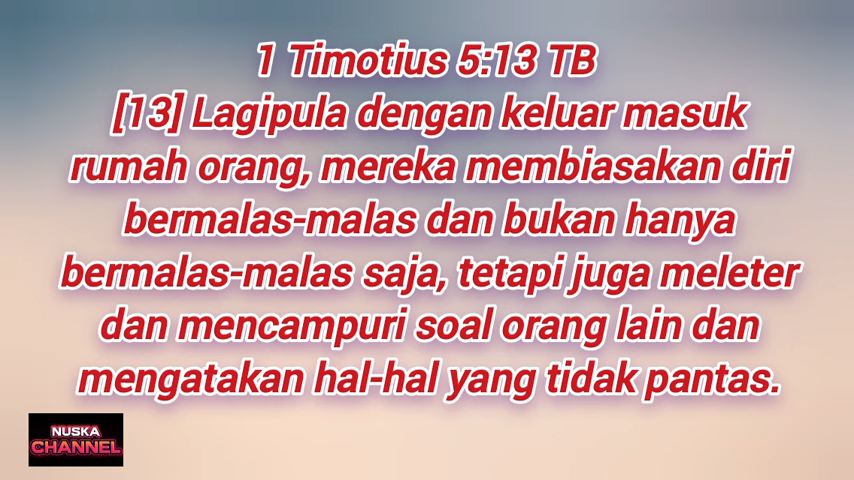 1 Timotius 5:13 TB
[13] Lagipula dengan keluar masuk
rumah orang, mereka membiasakan diri
bermalas-malas dan bukan hanya
bermalas-malas saja, tetapi juga meleter
dan mencampuri soal orang lain dan
mengatakan hal-hal yang tidak pantas.
NUSKA
CHANNEL